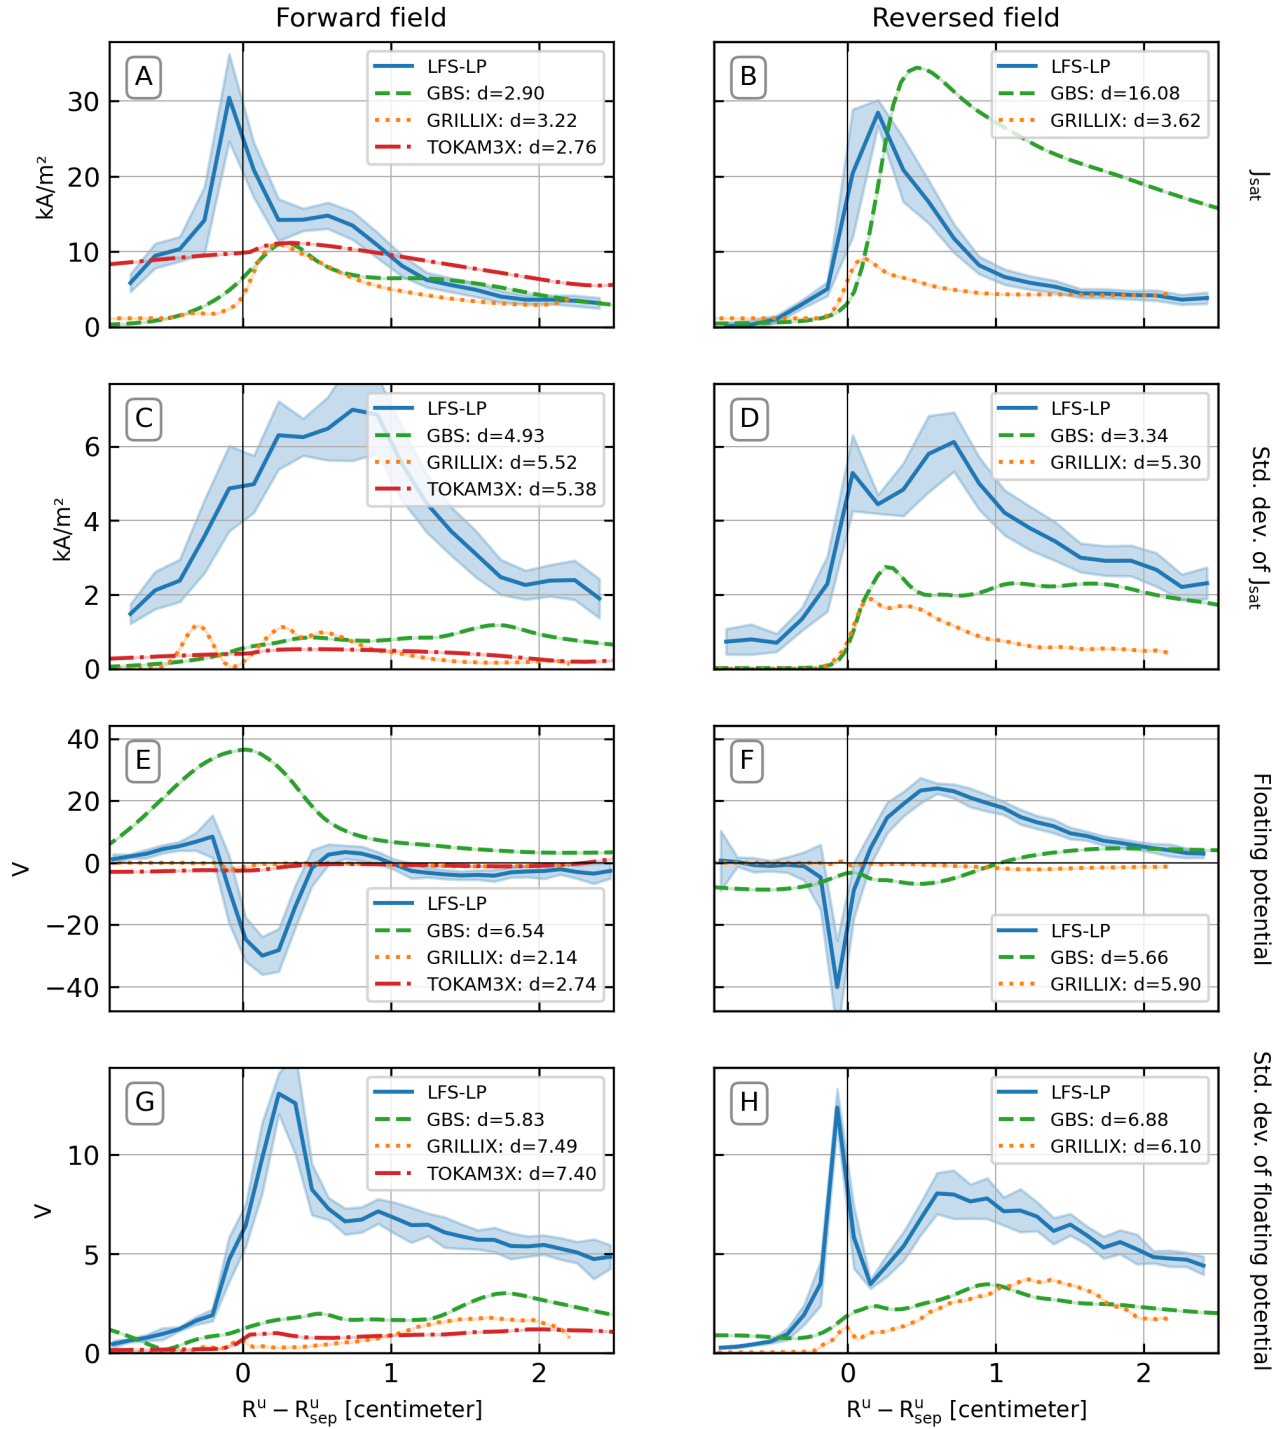 Forward field
Reversed field
A
LFS-LP
GBS: d=2.90
GRILLIX: d=3.22
TOKAM3X: d=2.76
30
20
10
0
kA/m²
B
LFS-LP
GBS: d=16.08
GRILLIX: d=3.62
Jsat
C
LFS-LP
GBS: d=4.93
GRILLIX: d=5.52
TOKAM3X: d=5.38
6
4
2
0
kA/m²
D
LFS-LP
GBS: d=3.34
GRILLIX: d=5.30
Std. dev. of Jsat
E
LFS-LP
GBS: d=6.54
GRILLIX: d=2.14
TOKAM3X: d=2.74
40
20
0
−20
−40
V
F
LFS-LP
GBS: d=5.66
GRILLIX: d=5.90
Floating potential
G
LFS-LP
GBS: d=5.83
GRILLIX: d=7.49
TOKAM3X: d=7.40
10
5
0
V
0 1 2
Rᵘ − Rᵘsep [centimeter]
H
LFS-LP
GBS: d=6.88
GRILLIX: d=6.10
Std. dev. of floating potential
0 1 2
Rᵘ − Rᵘsep [centimeter]